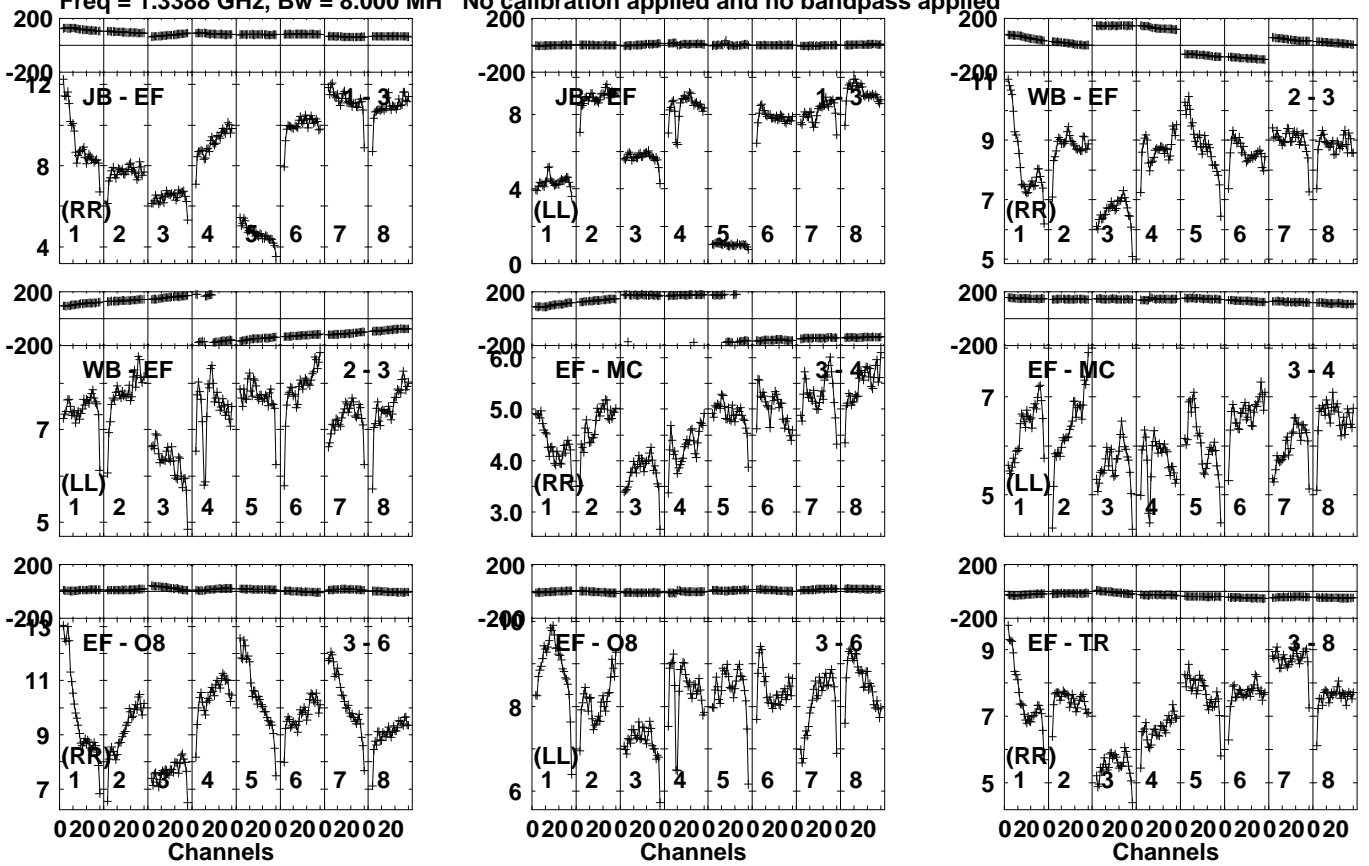 Freq = 1.3388 GHz, Bw = 8.000 MH No calibration applied and no bandpass applied
200
-200
12
JB - EF 1 - 3
8
(RR)
1 2 3 4 5 6 7 8
4
200
-200
JB - EF 1 - 3
8
4
(LL)
1 2 3 4 5 6 7 8
0
200
-200
11
WB - EF 2 - 3
9
7
(RR)
1 2 3 4 5 6 7 8
5
200
-200
WB - EF 2 - 3
7
(LL)
1 2 3 4 5 6 7 8
5
200
-200
6.0
EF - MC 3 - 4
5.0
4.0
(RR)
1 2 3 4 5 6 7 8
3.0
200
-200
EF - MC 3 - 4
7
(LL)
5
1 2 3 4 5 6 7 8
200
-200
13
EF - O8 3 - 6
11
9
(RR)
1 2 3 4 5 6 7 8
7
0 20 0 20 0 20 0 20 0 20 0 20 0 20 0 20
Channels
200
-200
10
EF - O8 3 - 6
8
(LL)
1 2 3 4 5 6 7 8
6
0 20 0 20 0 20 0 20 0 20 0 20 0 20 0 20
Channels
200
-200
9
EF - TR 3 - 8
7
(RR)
1 2 3 4 5 6 7 8
5
0 20 0 20 0 20 0 20 0 20 0 20 0 20 0 20
Channels